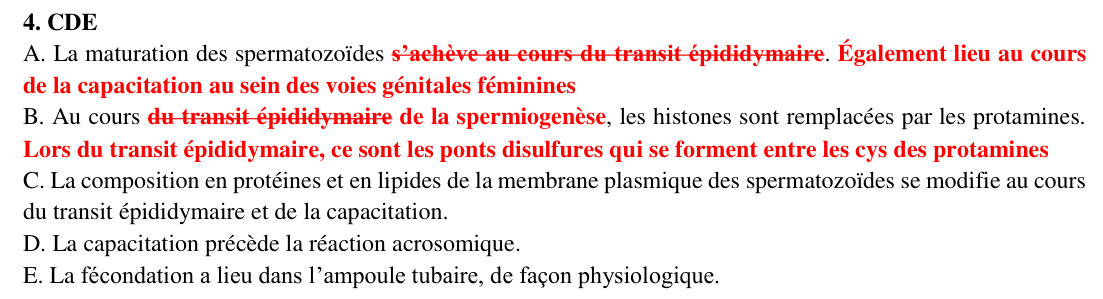 4. CDE
A. La maturation des spermatozoïdes s'achève au cours du transit épididymaire. Également lieu au cours
de la capacitation au sein des voies génitales féminines
B. Au cours du transit épididymaire de la spermiogenèse, les histones sont remplacées par les protamines.
Lors du transit épididymaire, ce sont les ponts disulfures qui se forment entre les cys des protamines
C. La composition en protéines et en lipides de la membrane plasmique des spermatozoïdes se modifie au cours
du transit épididymaire et de la capacitation.
D. La capacitation précède la réaction acrosomique.
E. La fécondation a lieu dans l'ampoule tubaire, de façon physiologique.